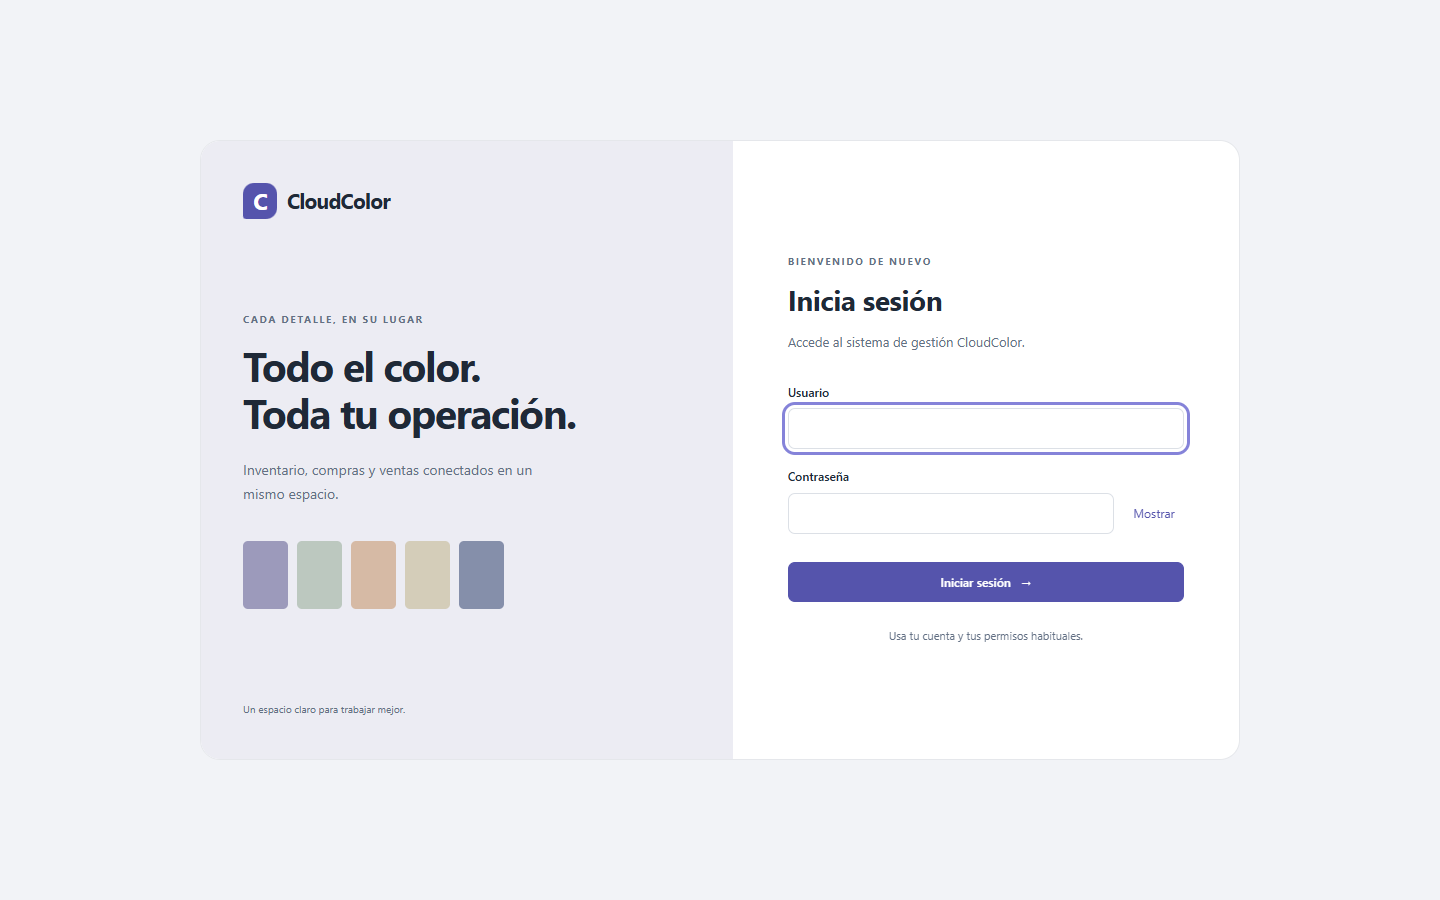 C CloudColor
CADA DETALLE, EN SU LUGAR
Todo el color.
Toda tu operación.
Inventario, compras y ventas conectados en un
mismo espacio.
Un espacio claro para trabajar mejor.
BIENVENIDO DE NUEVO
Inicia sesión
Accede al sistema de gestión CloudColor.
Usuario
Contraseña
Mostrar
Iniciar sesión →
Usa tu cuenta y tus permisos habituales.